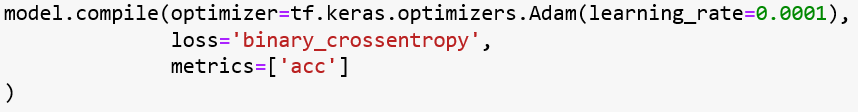 model.compile(optimizer=tf.keras.optimizers.Adam(learning_rate=0.0001),
              loss='binary_crossentropy',
              metrics=['acc']
)